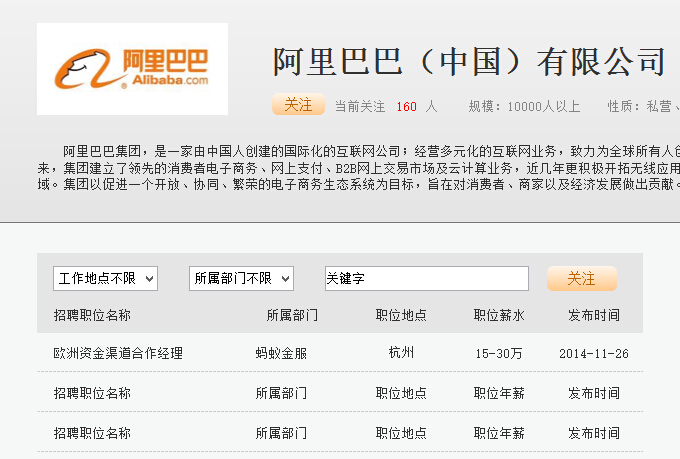 阿里巴巴
Alibaba.com
阿里巴巴（中国）有限公司
关注 当前关注 160 人 规模：10000人以上 性质：私营、
阿里巴巴集团，是一家由中国人创建的国际化的互联网公司；经营多元化的互联网业务，致力为全球所有人创
来，集团建立了领先的消费者电子商务、网上支付、B2B网上交易市场及云计算业务，近几年更积极开拓无线应用
域。集团以促进一个开放、协同、繁荣的电子商务生态系统为目标，旨在对消费者、商家以及经济发展做出贡献。
工作地点不限 所属部门不限 关键字 关注
招聘职位名称 所属部门 职位地点 职位薪水 发布时间
欧洲资金渠道合作经理 蚂蚁金服 杭州 15-30万 2014-11-26
招聘职位名称 所属部门 职位地点 职位年薪 发布时间
招聘职位名称 所属部门 职位地点 职位年薪 发布时间